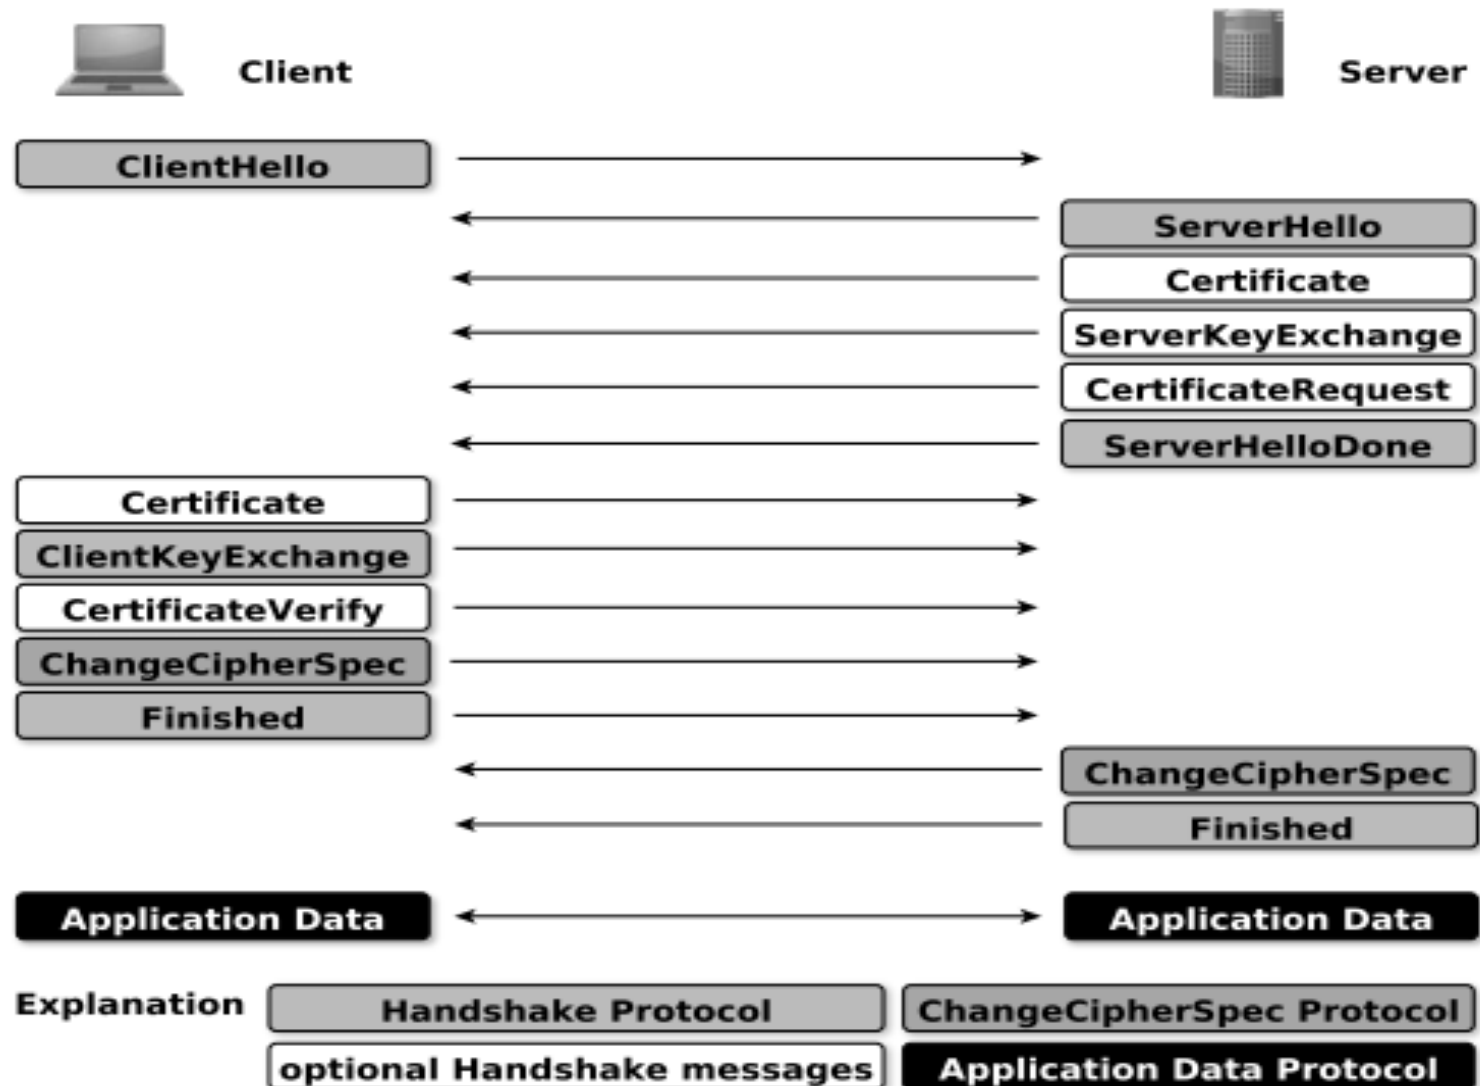 Client
Server
ClientHello
ServerHello
Certificate
ServerKeyExchange
CertificateRequest
ServerHelloDone
Certificate
ClientKeyExchange
CertificateVerify
ChangeCipherSpec
Finished
ChangeCipherSpec
Finished
Application Data
Application Data
Explanation
Handshake Protocol
ChangeCipherSpec Protocol
optional Handshake messages
Application Data Protocol